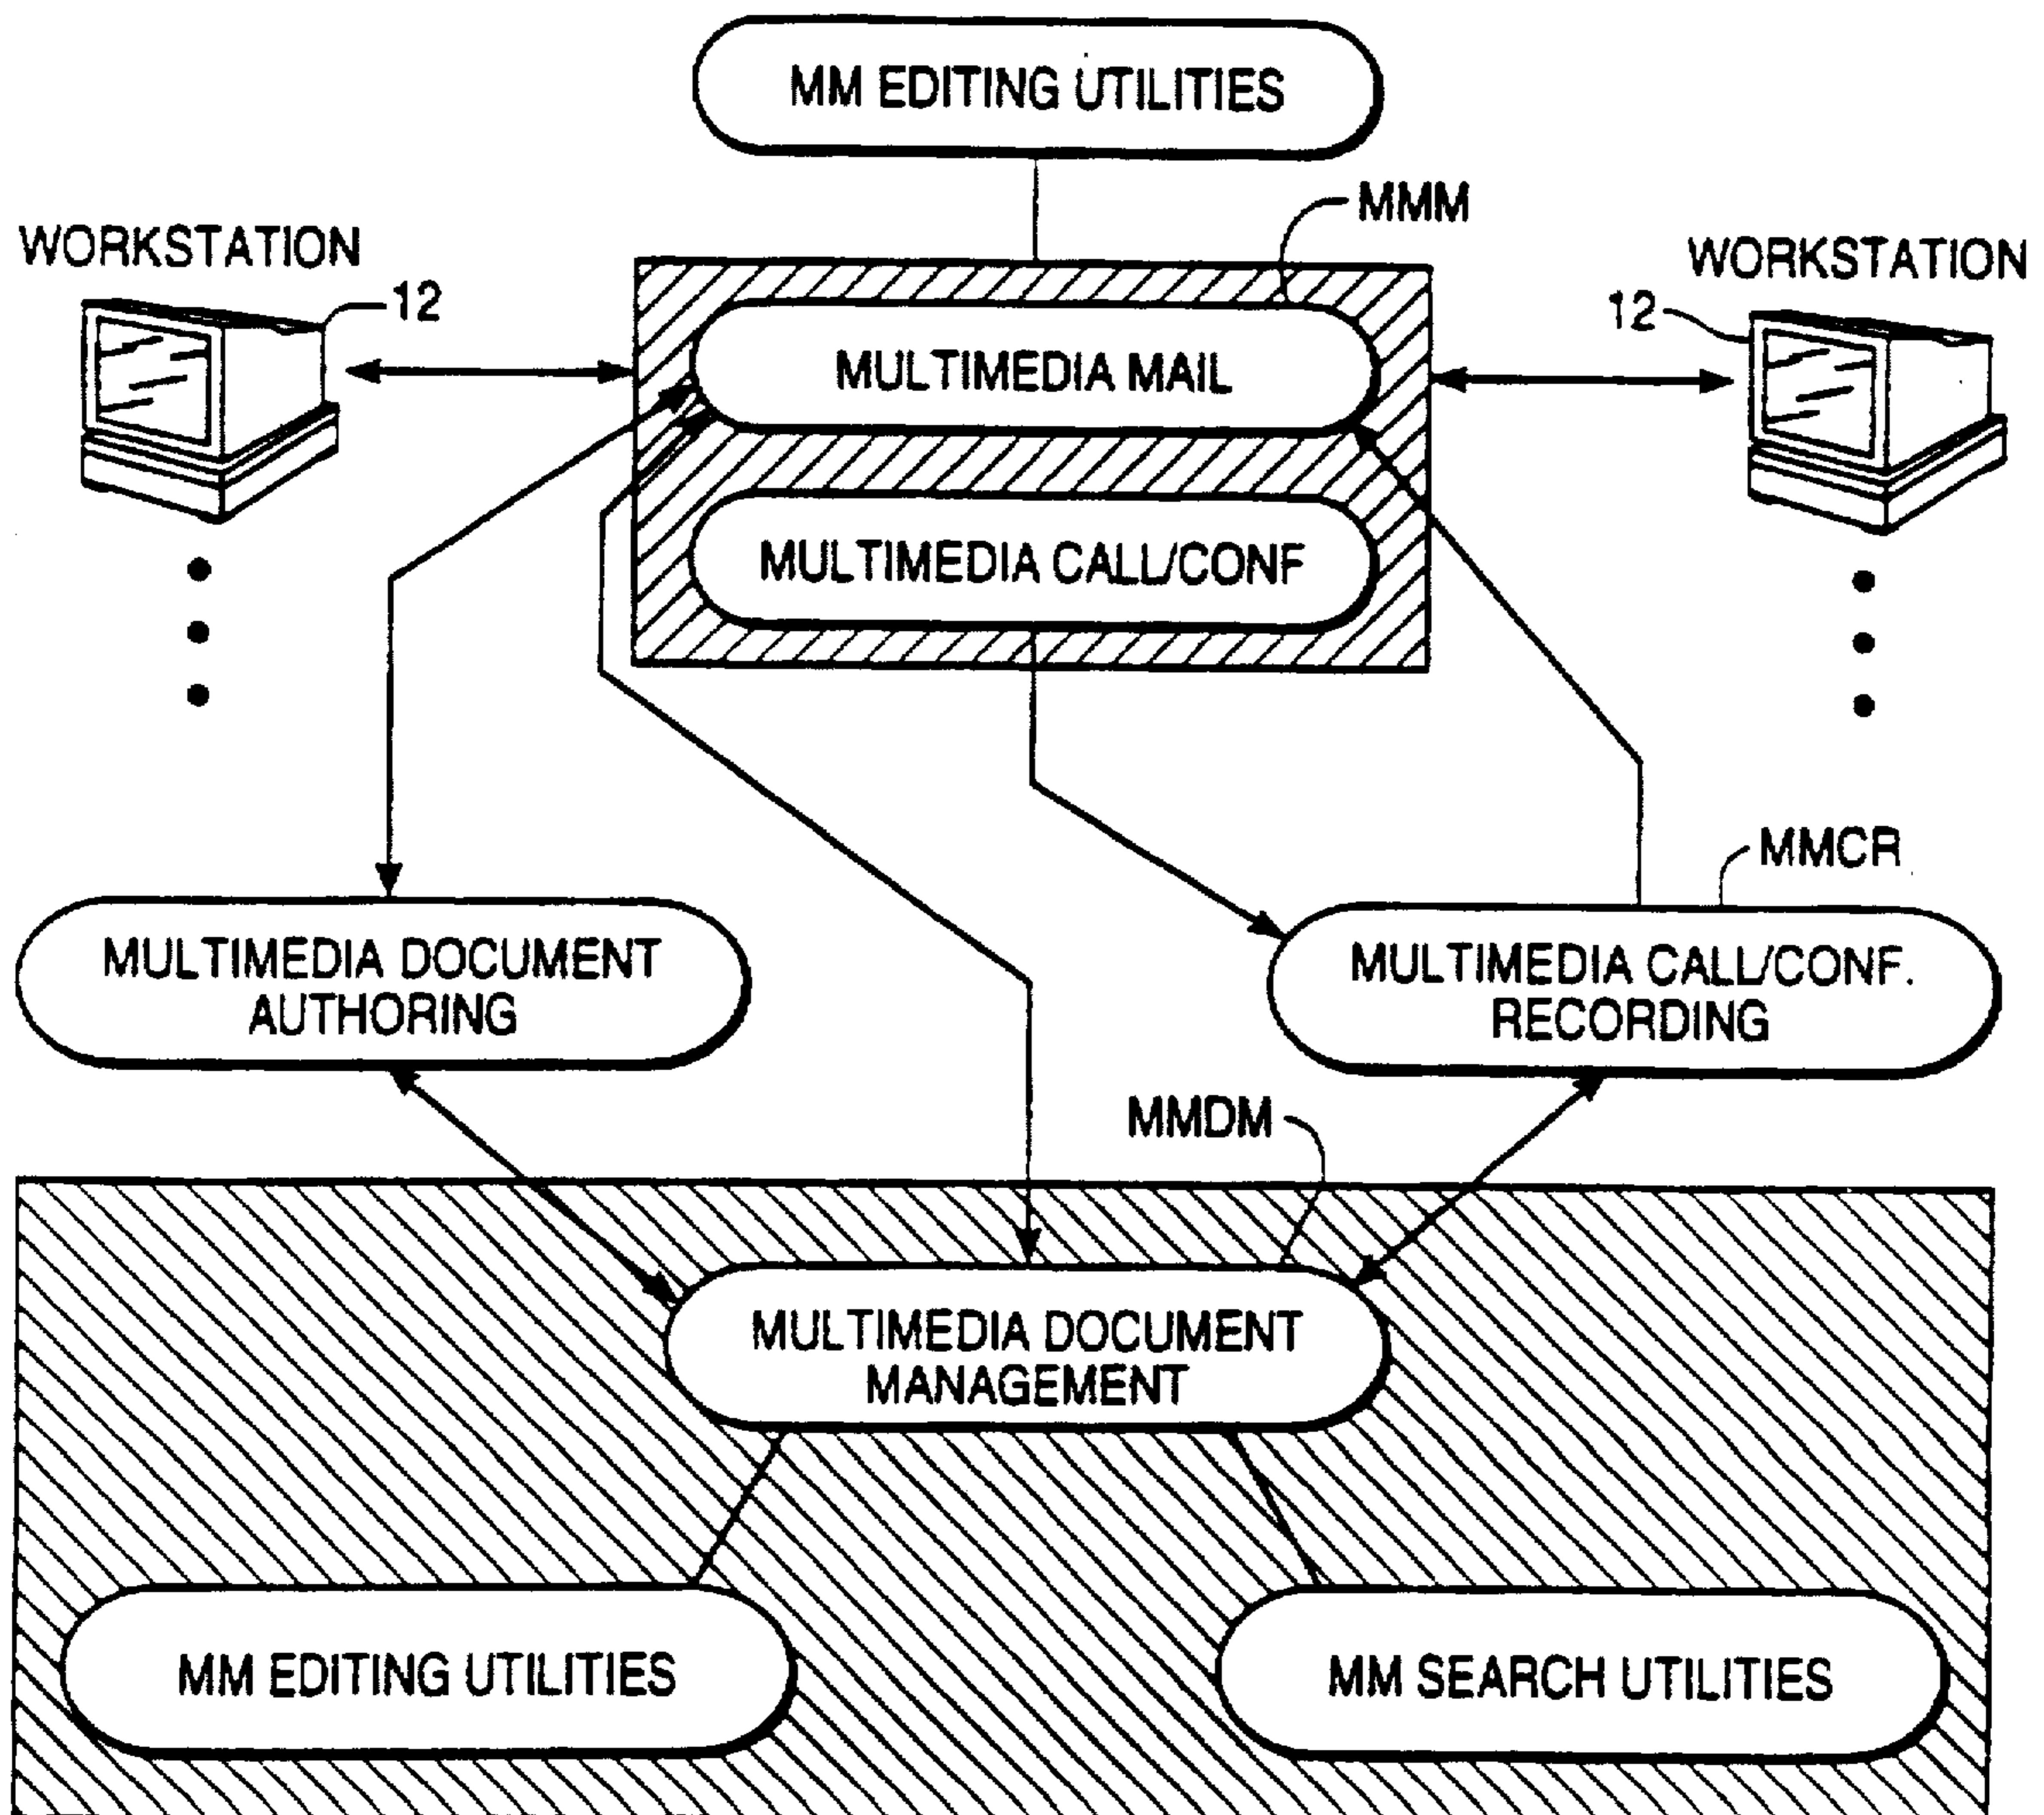 MM EDITING UTILITIES
MMM
WORKSTATION
WORKSTATION
12
12
MULTIMEDIA MAIL
MULTIMEDIA CALL/CONF
MMCR
MULTIMEDIA DOCUMENT
AUTHORING
MULTIMEDIA CALL/CONF.
RECORDING
MMDM
MULTIMEDIA DOCUMENT
MANAGEMENT
MM EDITING UTILITIES
MM SEARCH UTILITIES